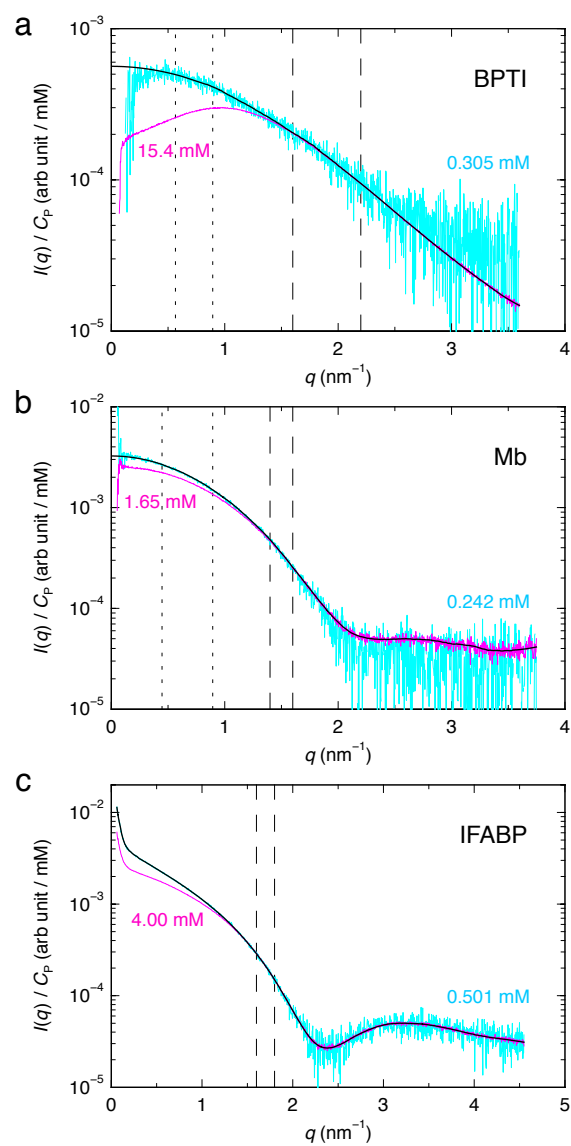 a
10⁻³
BPTI
15.4 mM
0.305 mM
10⁻⁴
10⁻⁵
I(q) / C_P (arb unit / mM)
0 1 2 3 4
q (nm⁻¹)
b
10⁻²
Mb
10⁻³
1.65 mM
0.242 mM
10⁻⁴
10⁻⁵
I(q) / C_P (arb unit / mM)
0 1 2 3 4
q (nm⁻¹)
c
10⁻²
IFABP
10⁻³
4.00 mM
0.501 mM
10⁻⁴
10⁻⁵
I(q) / C_P (arb unit / mM)
0 1 2 3 4 5
q (nm⁻¹)